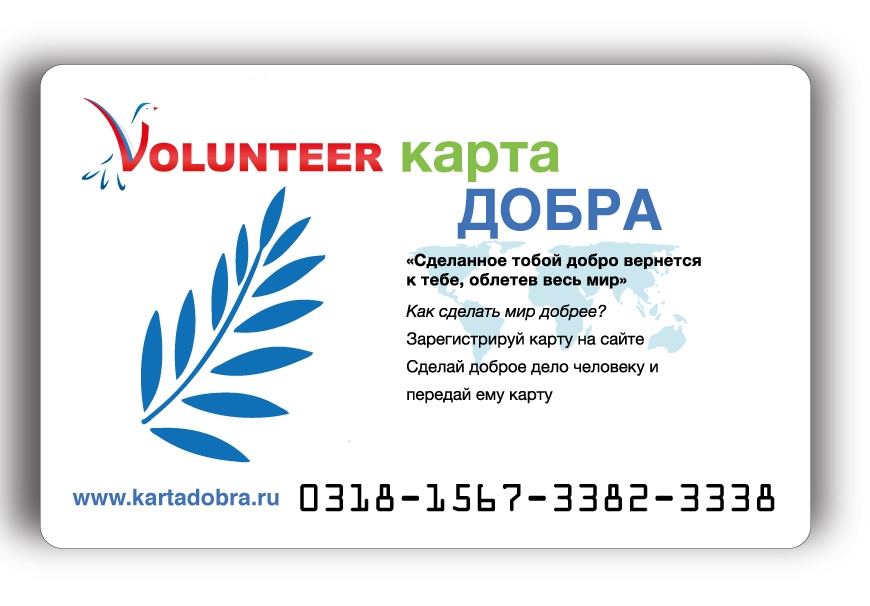 VOLUNTEER карта
ДОБРА
«Сделанное тобой добро вернется
к тебе, облетев весь мир»
Как сделать мир добрее?
Зарегистрируй карту на сайте
Сделай доброе дело человеку и
передай ему карту
www.kartadobra.ru 0318-1567-3382-3338